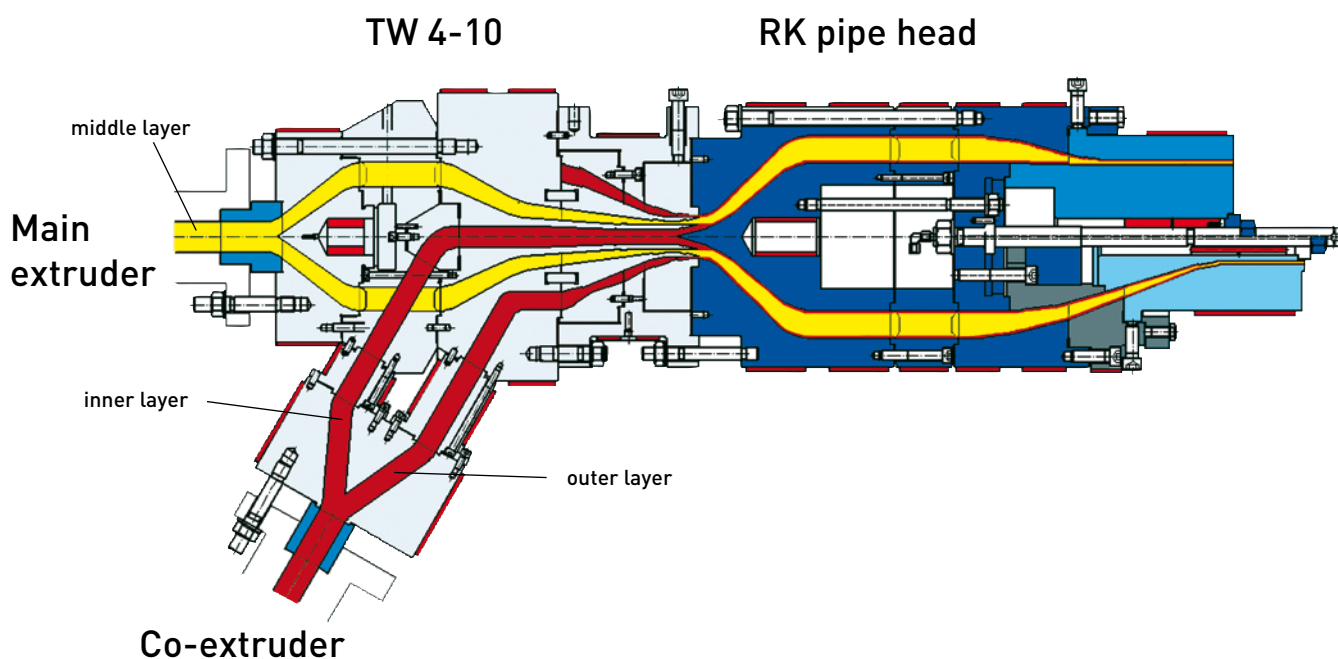 TW 4-10
RK pipe head
middle layer
Main
extruder
inner layer
outer layer
Co-extruder